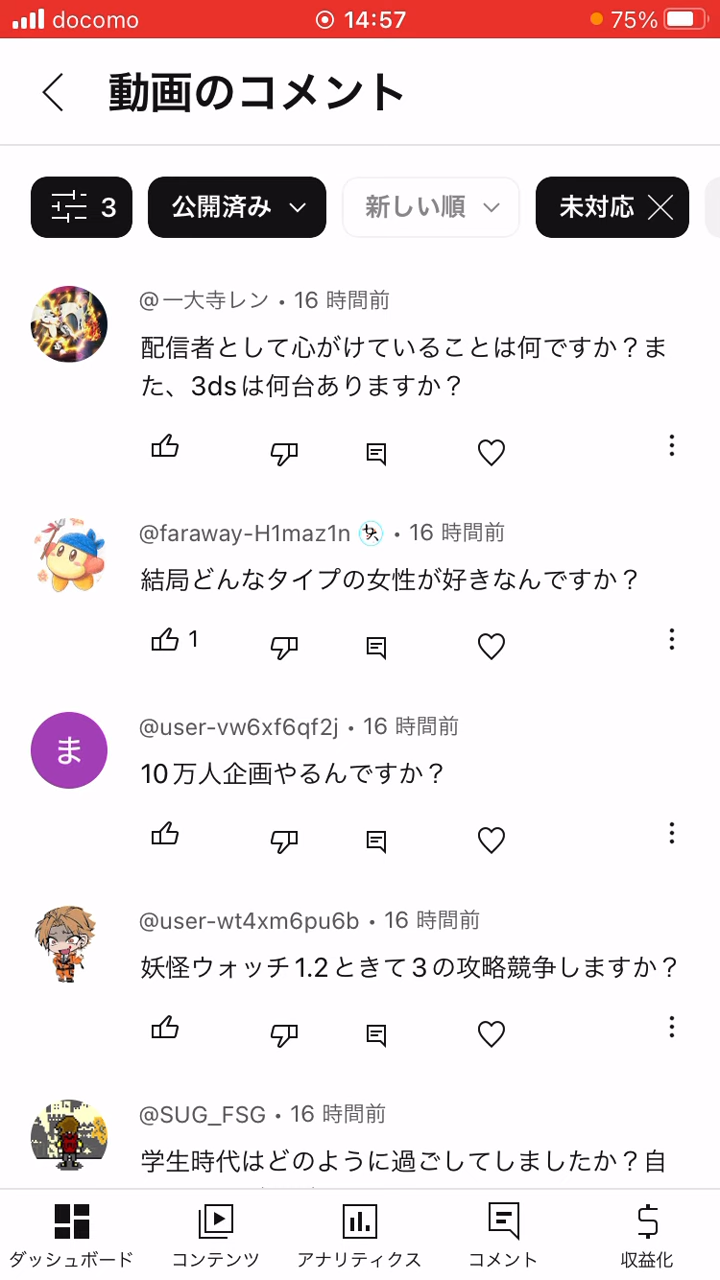 docomo 14:57 75%
動画のコメント
3 公開済み 新しい順 未対応
@一大寺レン • 16 時間前
配信者として心がけていることは何ですか？ま
た、3dsは何台ありますか？
@faraway-H1maz1n • 16 時間前
結局どんなタイプの女性が好きなんですか？
1
ま
@user-vw6xf6qf2j • 16 時間前
10万人企画やるんですか？
@user-wt4xm6pu6b • 16 時間前
妖怪ウォッチ1.2ときて3の攻略競争しますか？
@SUG_FSG • 16 時間前
学生時代はどのように過ごしてしましたか？自
ダッシュボード コンテンツ アナリティクス コメント 収益化